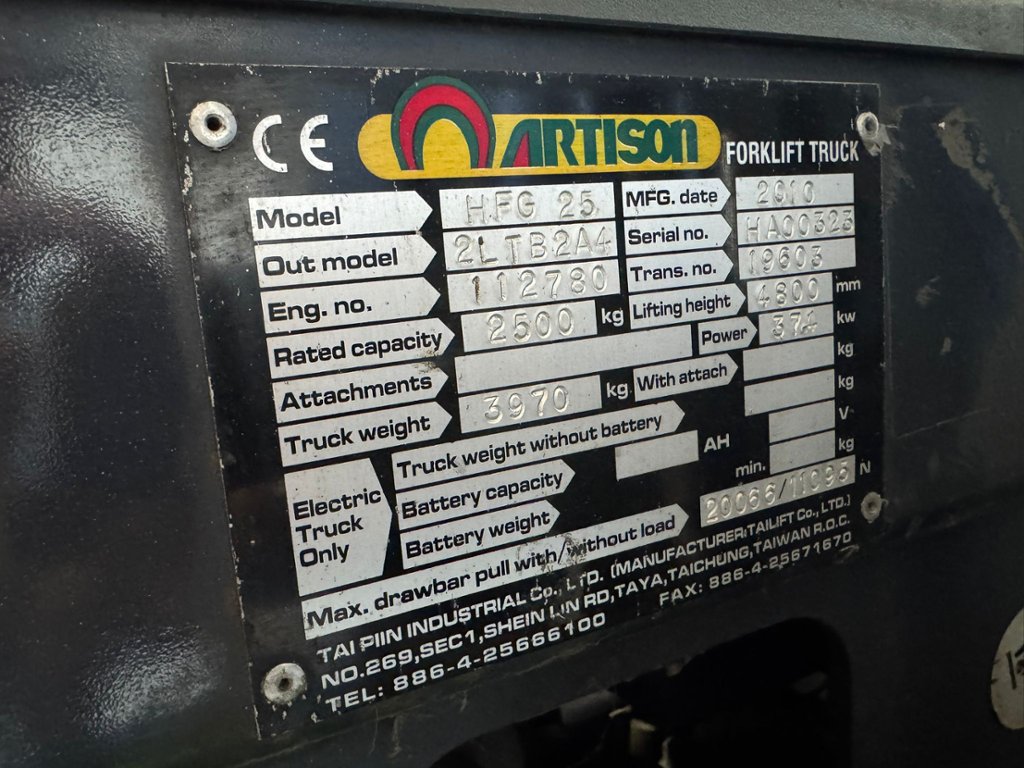 CE ARTISON FORKLIFT TRUCK
Model HFG 25 MFG. date 2010
Out model 2LTB2A4 Serial no. HA00323
Eng. no. 112780 Trans. no. 19603
Rated capacity 2500 kg Lifting height 4800 mm
Attachments Power kw
Truck weight 3970 kg With attach kg
Electric Truck Only
Truck weight without battery kg
Battery capacity AH V
Battery weight min. kg
Max. drawbar pull with/without load N
TAI PIIN INDUSTRIAL CO., LTD. (MANUFACTURER:TAILIFT CO., LTD.)
NO.269,SEC1,SHEIN LIN RD,TAYA,TAICHUNG,TAIWAN R.O.C.
TEL: 886-4-25666100 FAX: 886-4-25671670